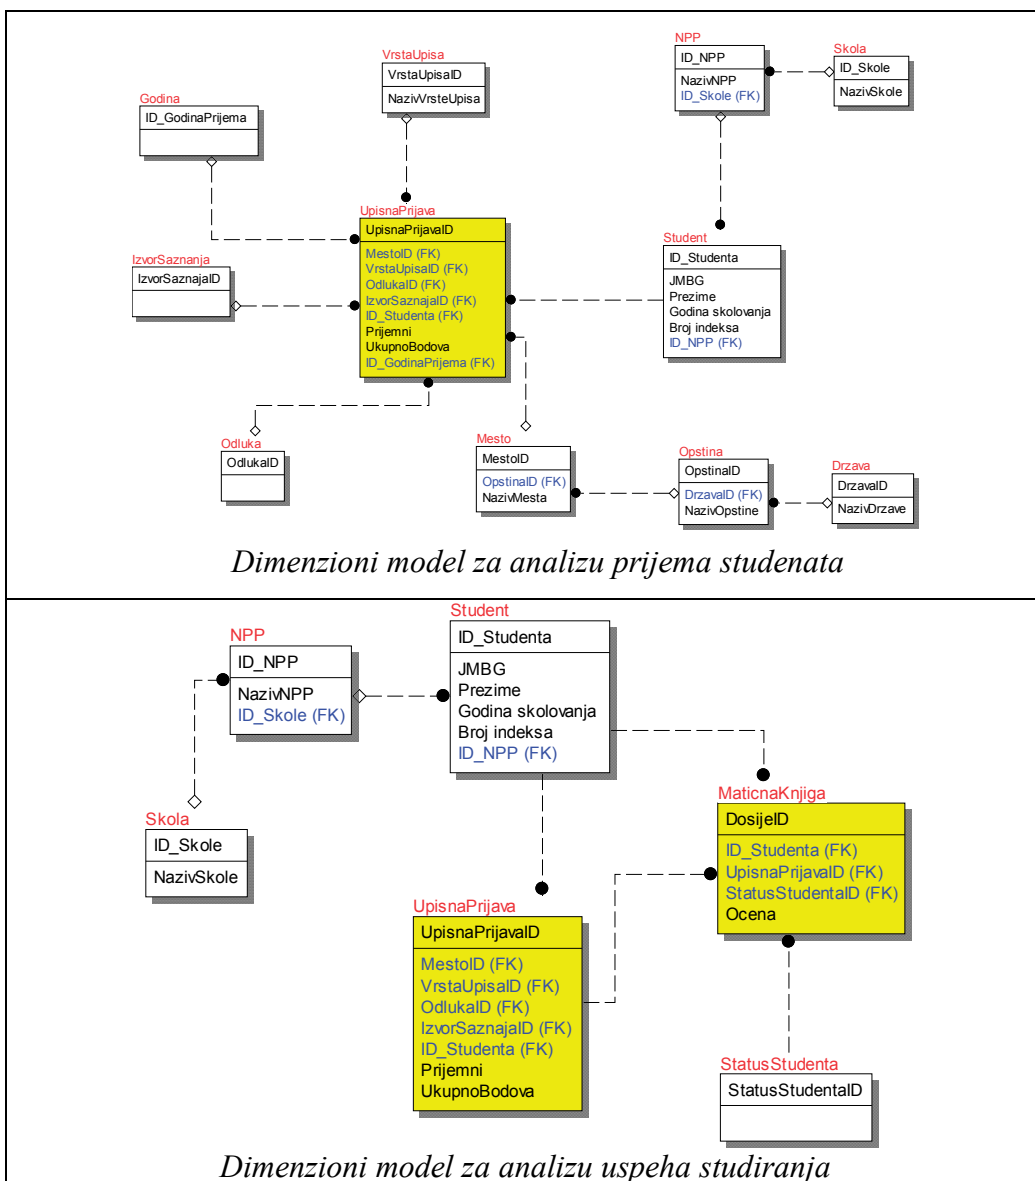 VrstaUpisa
VrstaUpisaID
NazivVrsteUpisa
NPP
ID_NPP
NazivNPP
ID_Skole (FK)
Skola
ID_Skole
NazivSkole
Godina
ID_GodinaPrijema
UpisnaPrijava
UpisnaPrijavaID
MestoID (FK)
VrstaUpisaID (FK)
OdlukaID (FK)
IzvorSaznajaID (FK)
ID_Studenta (FK)
Prijemni
UkupnoBodova
ID_GodinaPrijema (FK)
Student
ID_Studenta
JMBG
Prezime
Godina skolovanja
Broj indeksa
ID_NPP (FK)
IzvorSaznanja
IzvorSaznajaID
Odluka
OdlukaID
Mesto
MestoID
OpstinaID (FK)
NazivMesta
Opstina
OpstinaID
DrzavaID (FK)
NazivOpstine
Drzava
DrzavaID
NazivDrzave
Dimenzioni model za analizu prijema studenata
Student
ID_Studenta
JMBG
Prezime
Godina skolovanja
Broj indeksa
ID_NPP (FK)
NPP
ID_NPP
NazivNPP
ID_Skole (FK)
Skola
ID_Skole
NazivSkole
MaticnaKnjiga
DosijeID
ID_Studenta (FK)
UpisnaPrijavaID (FK)
StatusStudentaID (FK)
Ocena
UpisnaPrijava
UpisnaPrijavaID
MestoID (FK)
VrstaUpisaID (FK)
OdlukaID (FK)
IzvorSaznajaID (FK)
ID_Studenta (FK)
Prijemni
UkupnoBodova
StatusStudenta
StatusStudentaID
Dimenzioni model za analizu uspeha studiranja